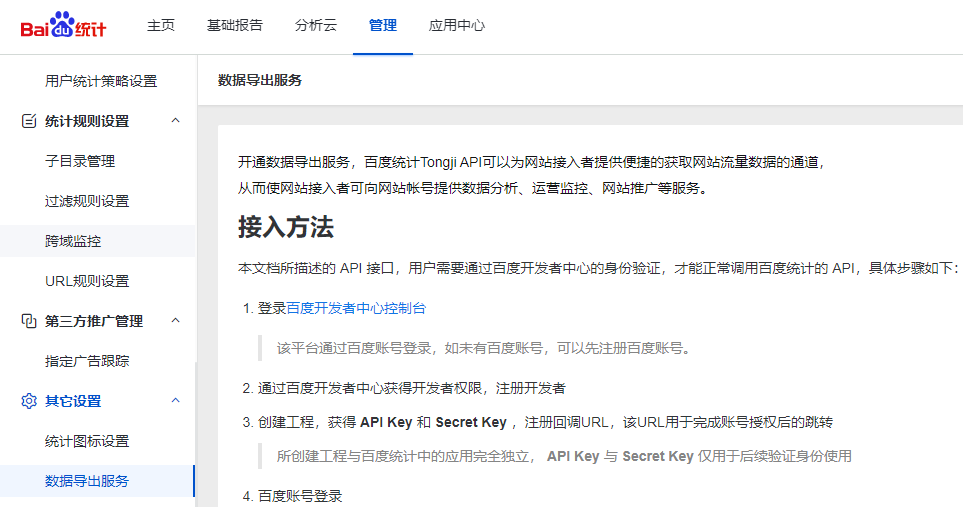 Bai du 统计
主页 基础报告 分析云 管理 应用中心
用户统计策略设置
统计规则设置
子目录管理
过滤规则设置
跨域监控
URL规则设置
第三方推广管理
指定广告跟踪
其它设置
统计图标设置
数据导出服务
数据导出服务
开通数据导出服务，百度统计Tongji API可以为网站接入者提供便捷的获取网站流量数据的通道，
从而使网站接入者可向网站帐号提供数据分析、运营监控、网站推广等服务。
接入方法
本文档所描述的 API 接口，用户需要通过百度开发者中心的身份验证，才能正常调用百度统计的 API，具体步骤如下：
1. 登录百度开发者中心控制台
该平台通过百度账号登录，如未有百度账号，可以先注册百度账号。
2. 通过百度开发者中心获得开发者权限，注册开发者
3. 创建工程，获得 API Key 和 Secret Key ，注册回调URL，该URL用于完成账号授权后的跳转
所创建工程与百度统计中的应用完全独立， API Key 与 Secret Key 仅用于后续验证身份使用
4. 百度账号登录